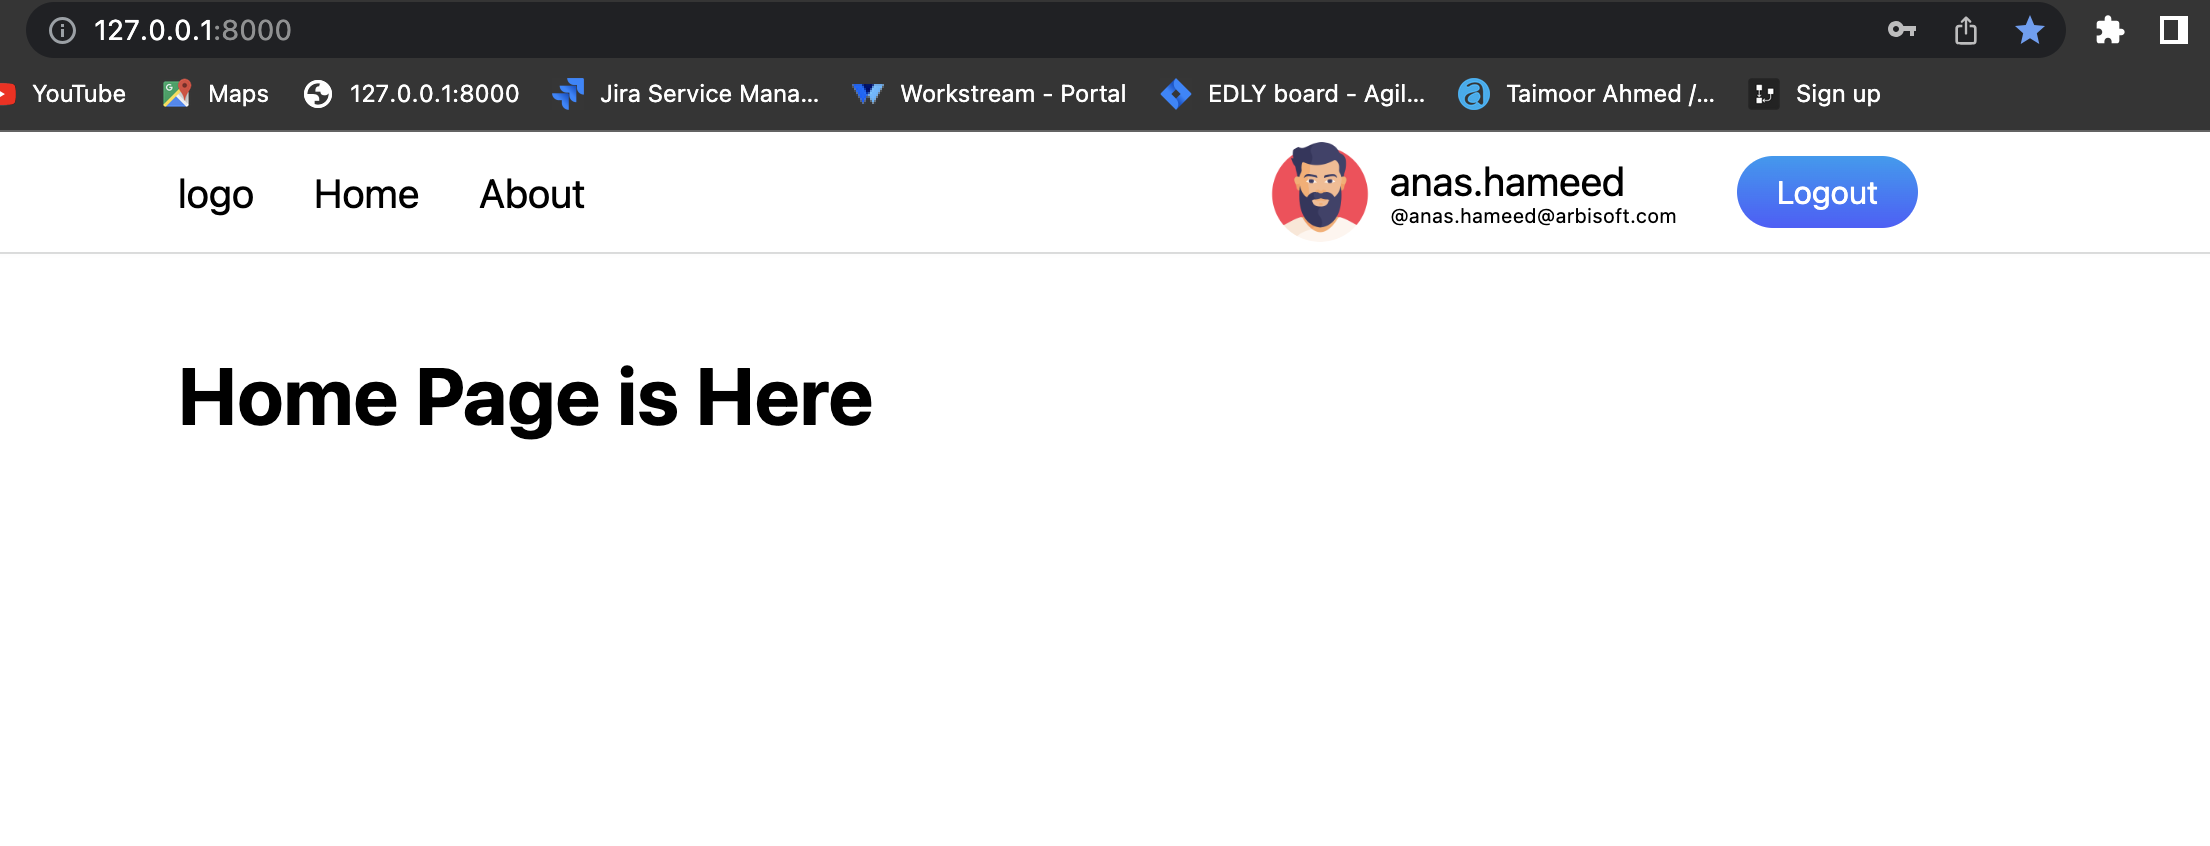 127.0.0.1:8000
YouTube Maps 127.0.0.1:8000 Jira Service Mana... Workstream - Portal EDLY board - Agil... Taimoor Ahmed /... Sign up
logo Home About anas.hameed Logout
@anas.hameed@arbisoft.com
Home Page is Here